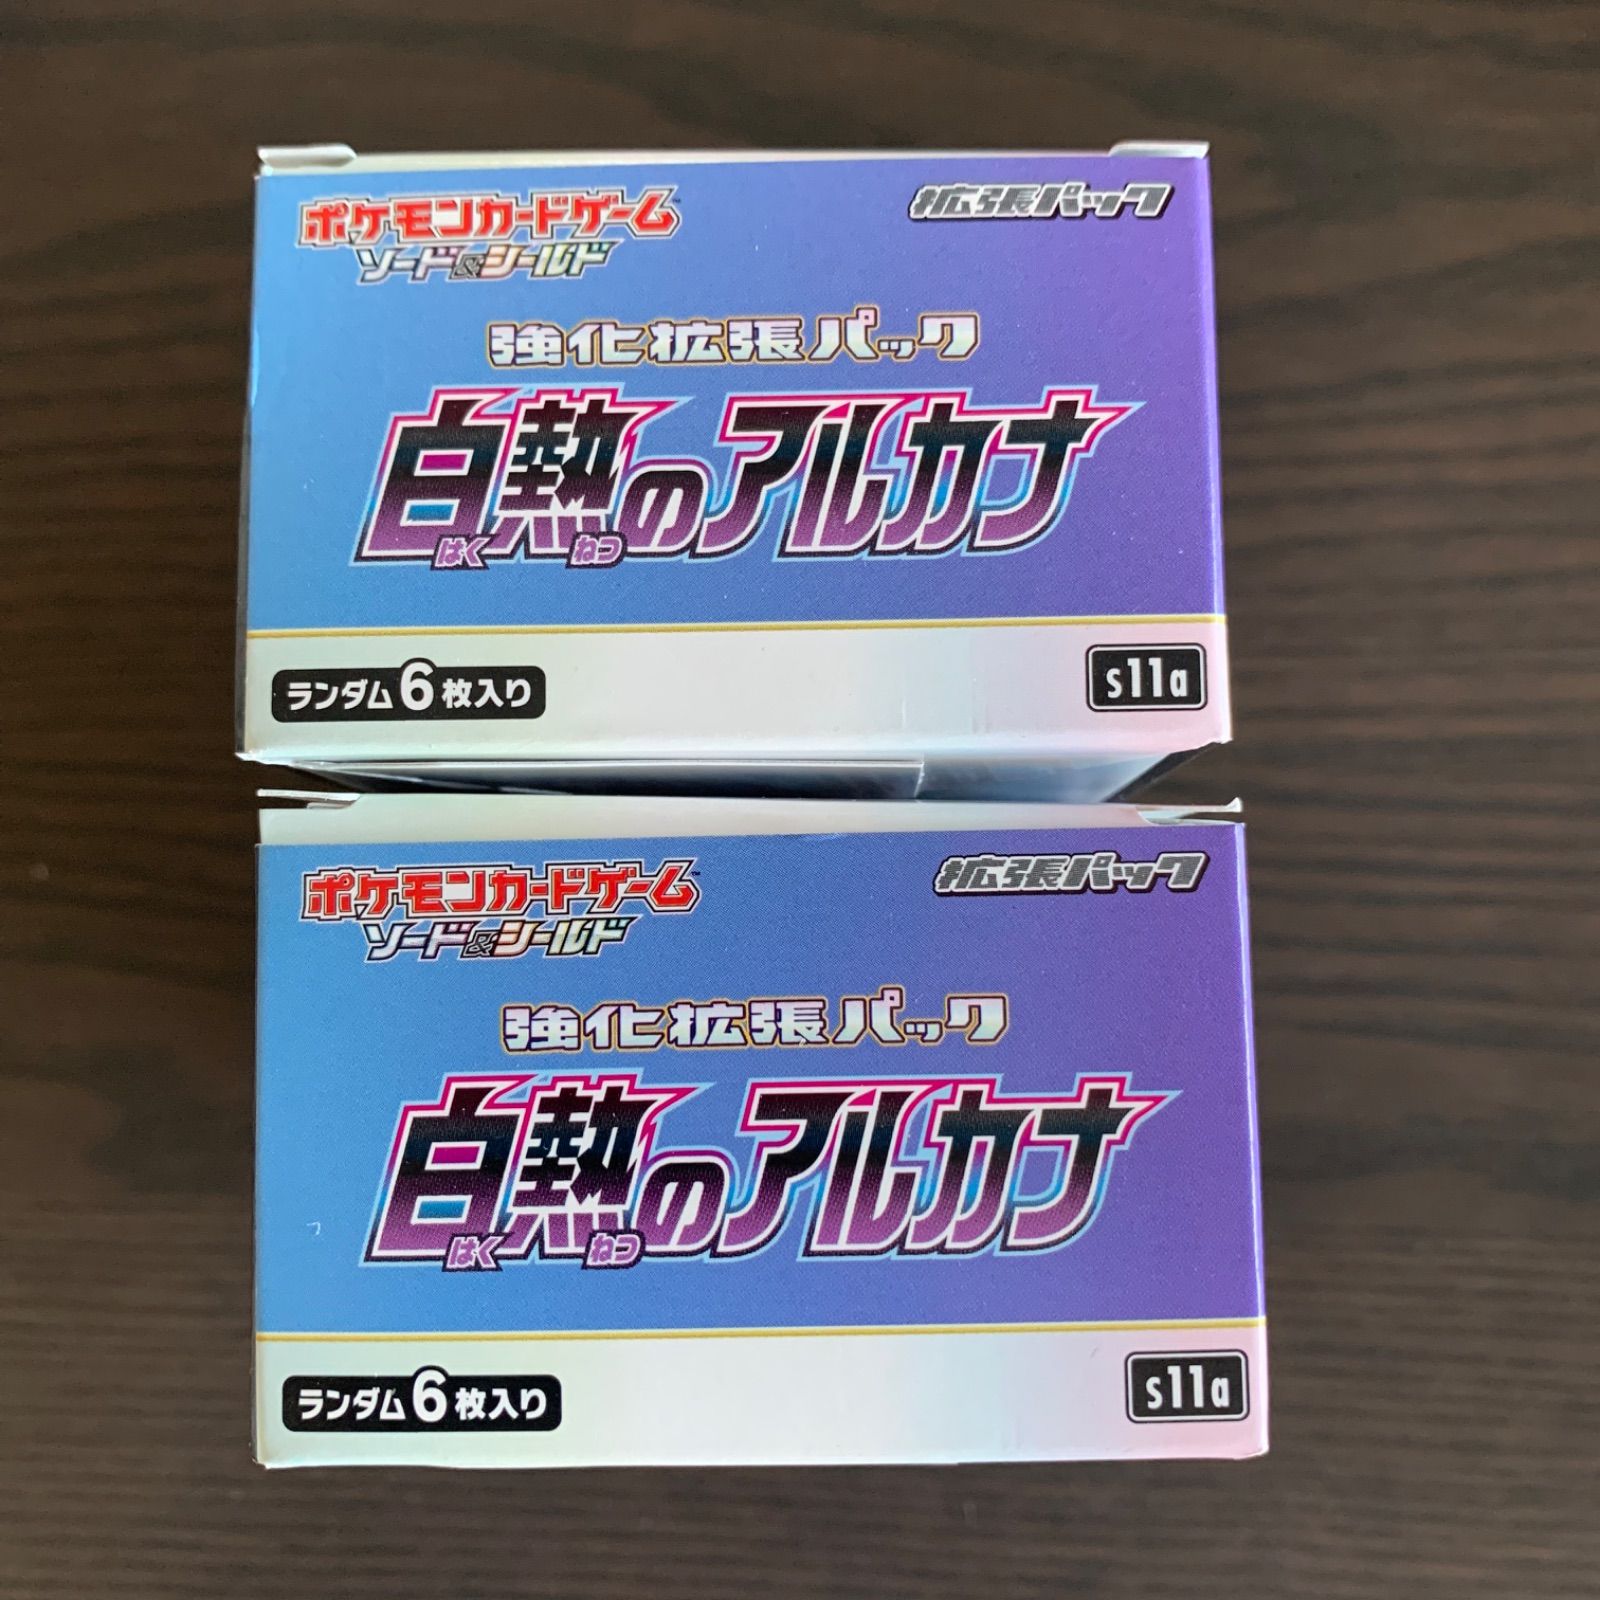 ポケモンカードゲーム
ソード&シールド
拡張パック
強化拡張パック
白熱のアルカナ
はく ねつ
ランダム6枚入り
s11a
ポケモンカードゲーム
ソード&シールド
拡張パック
強化拡張パック
白熱のアルカナ
はく ねつ
ランダム6枚入り
s11a